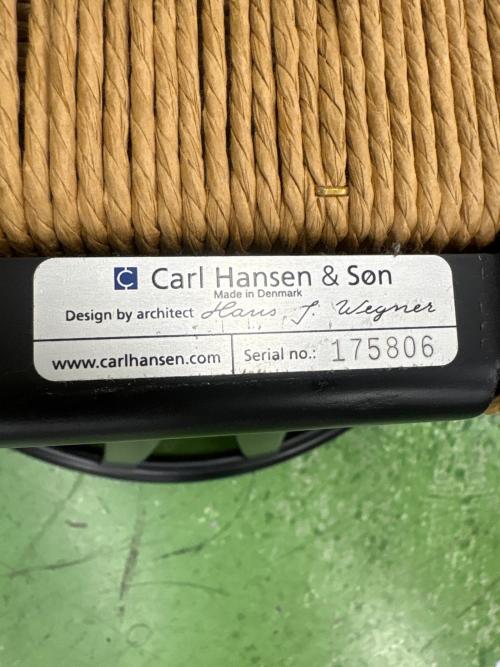 C Carl Hansen & Søn
Made in Denmark
Design by architect Hans J. Wegner
www.carlhansen.com
Serial no.: 175806